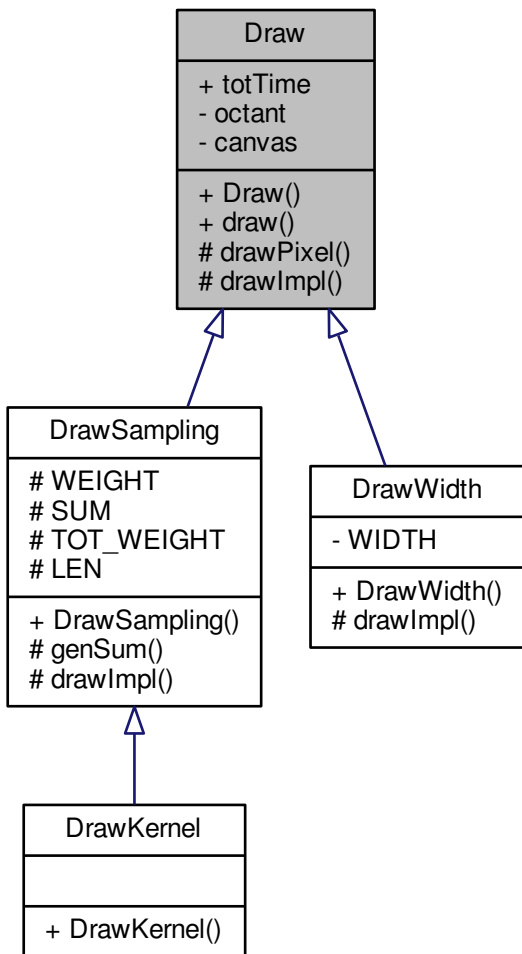 Draw
+ totTime
- octant
- canvas
+ Draw()
+ draw()
# drawPixel()
# drawImpl()
DrawSampling
# WEIGHT
# SUM
# TOT_WEIGHT
# LEN
+ DrawSampling()
# genSum()
# drawImpl()
DrawWidth
- WIDTH
+ DrawWidth()
# drawImpl()
DrawKernel
+ DrawKernel()